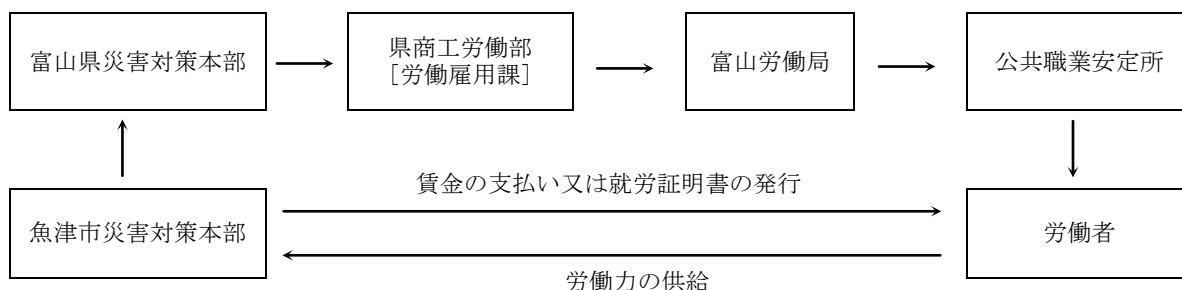 富山県災害対策本部
県商工労働部
[労働雇用課]
富山労働局
公共職業安定所
賃金の支払い又は就労証明書の発行
魚津市災害対策本部
労働者
労働力の供給